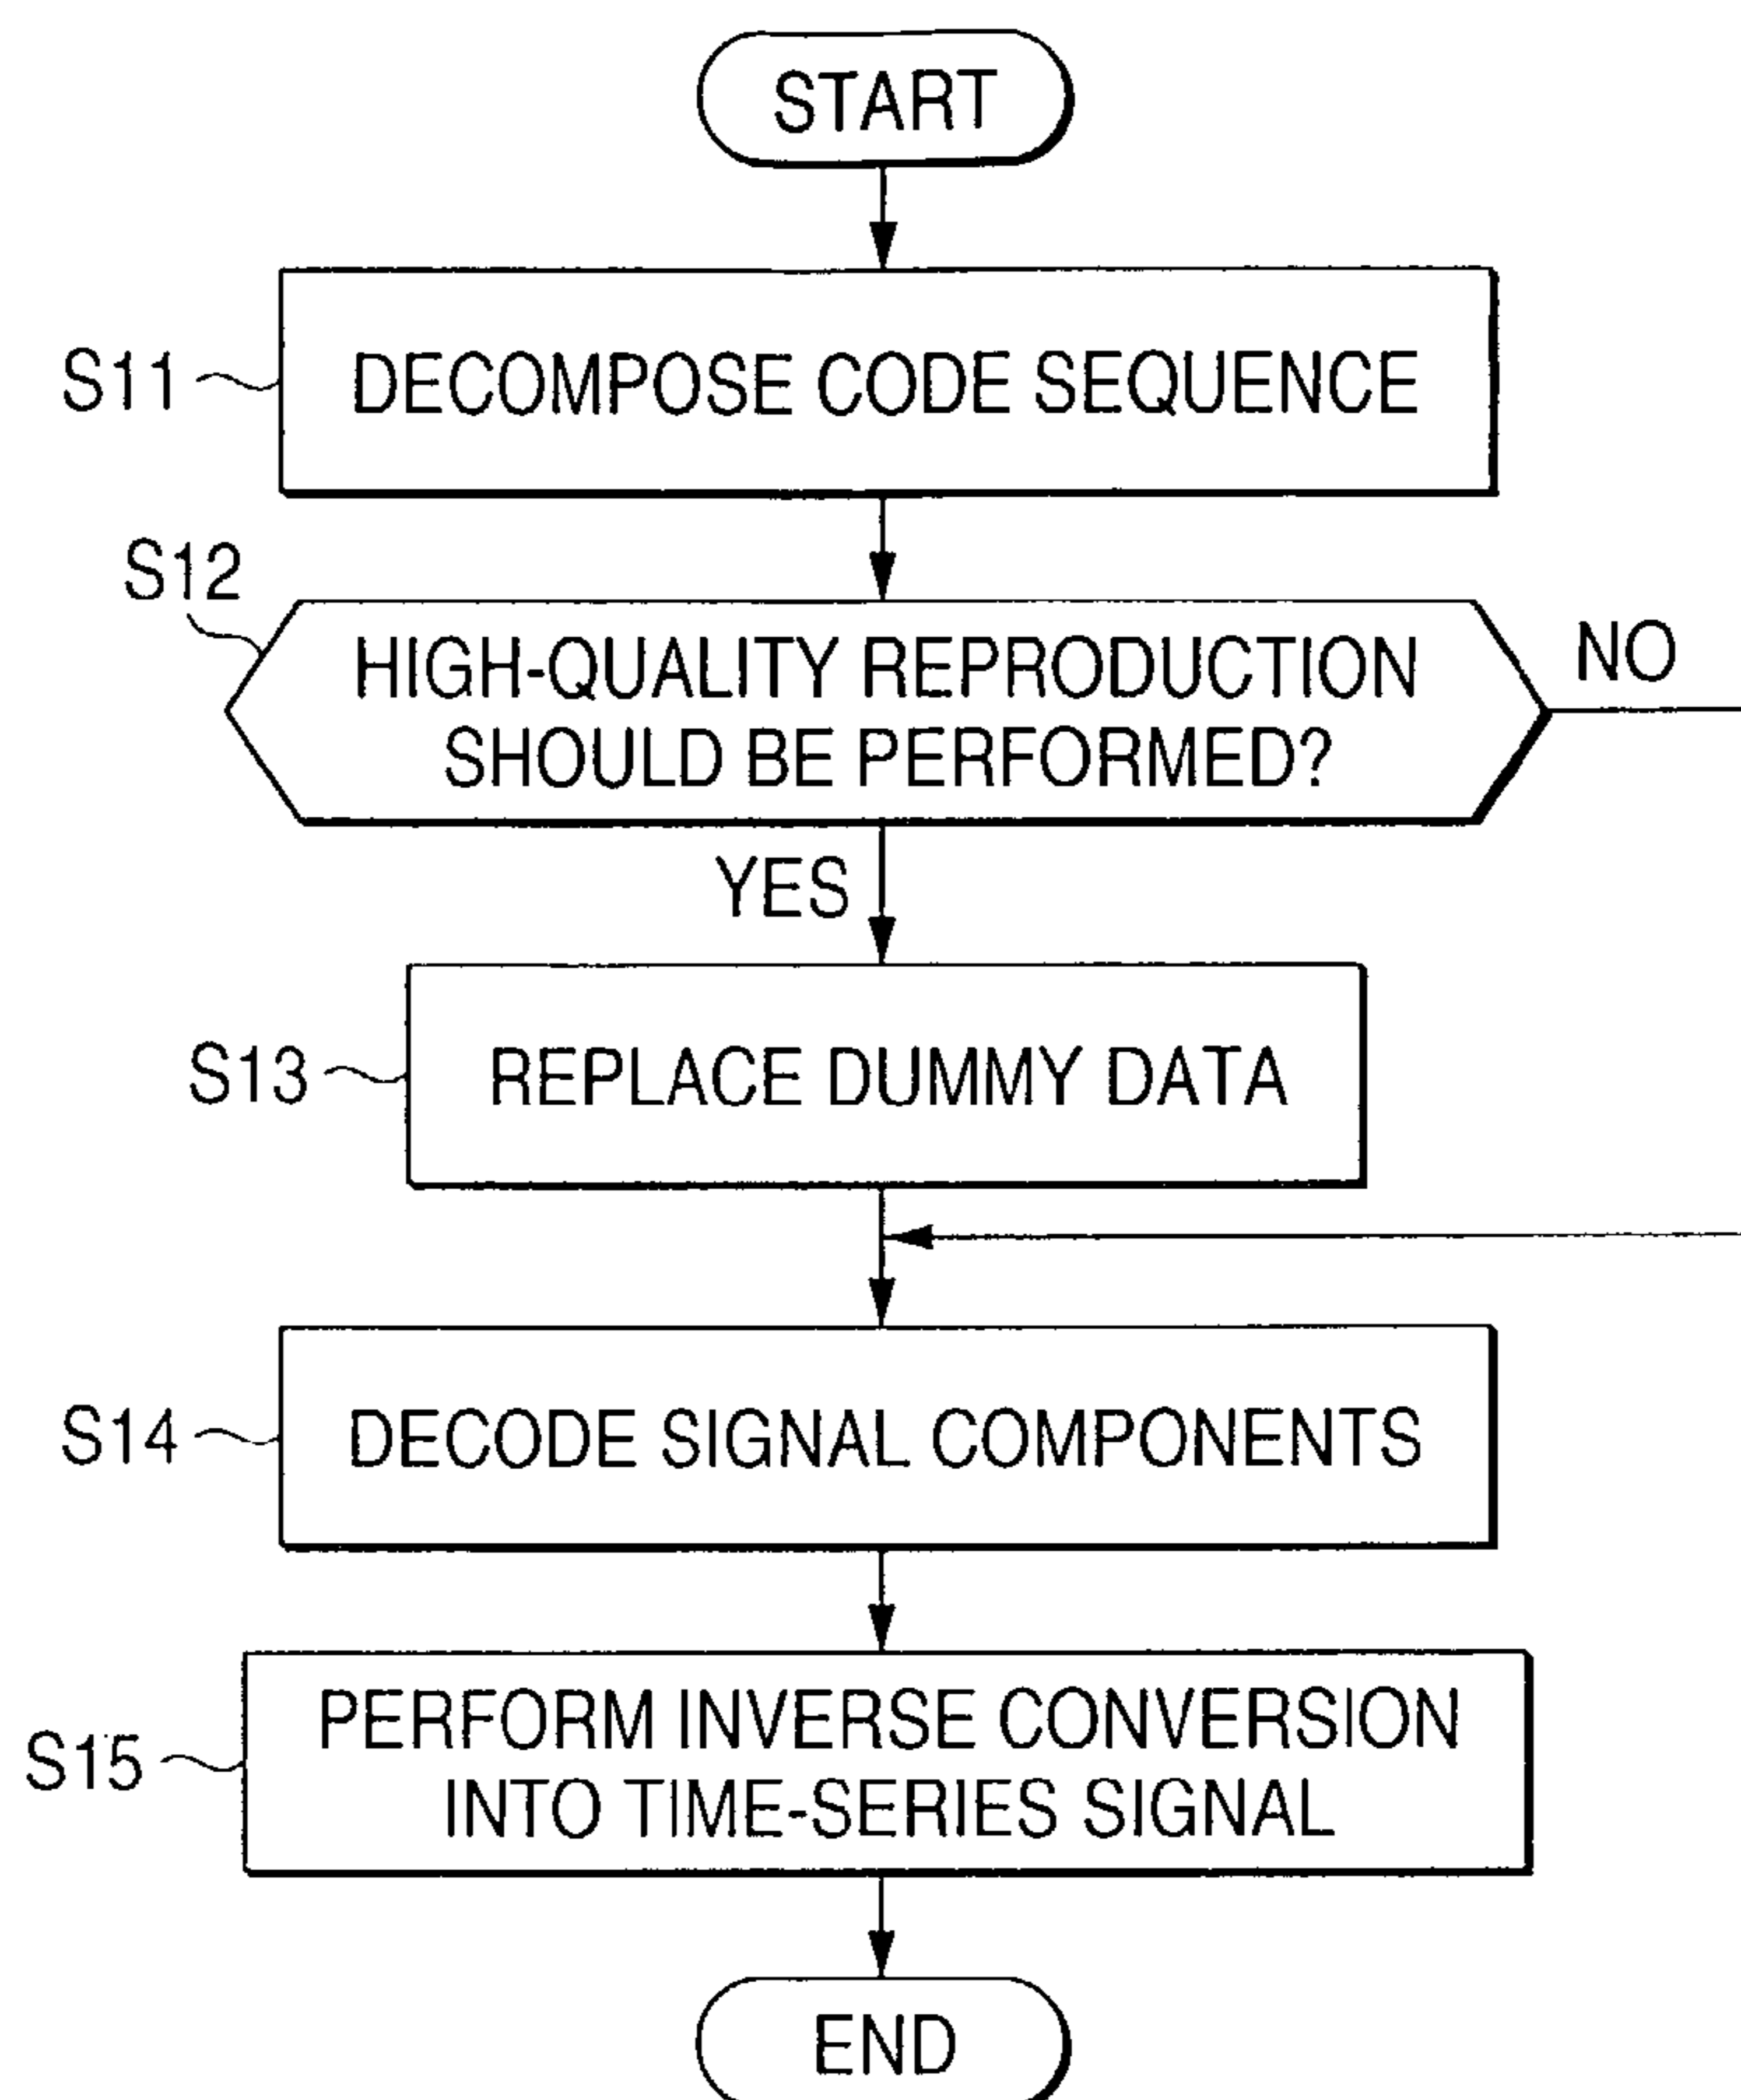 START
S11
DECOMPOSE CODE SEQUENCE
S12
HIGH-QUALITY REPRODUCTION
SHOULD BE PERFORMED?
NO
YES
S13
REPLACE DUMMY DATA
S14
DECODE SIGNAL COMPONENTS
S15
PERFORM INVERSE CONVERSION
INTO TIME-SERIES SIGNAL
END